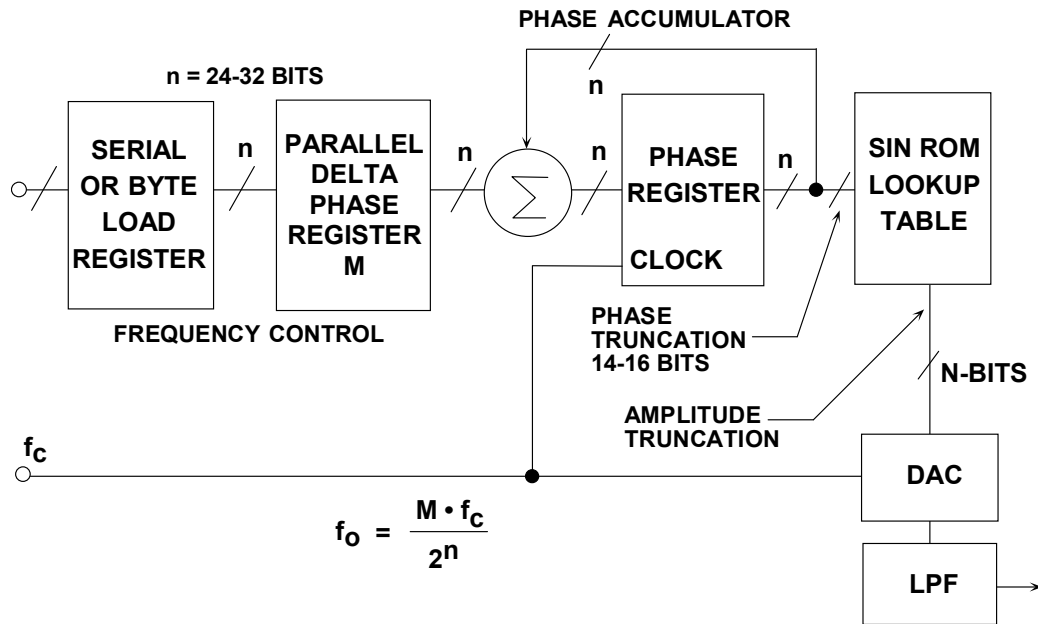 PHASE ACCUMULATOR
n
n = 24-32 BITS
SERIAL
OR BYTE
LOAD
REGISTER
n
PARALLEL
DELTA
PHASE
REGISTER
M
n
Σ
n
PHASE
REGISTER
CLOCK
n
SIN ROM
LOOKUP
TABLE
FREQUENCY CONTROL
PHASE
TRUNCATION
14-16 BITS
N-BITS
AMPLITUDE
TRUNCATION
fc
DAC
fo = M • fc
2^n
LPF